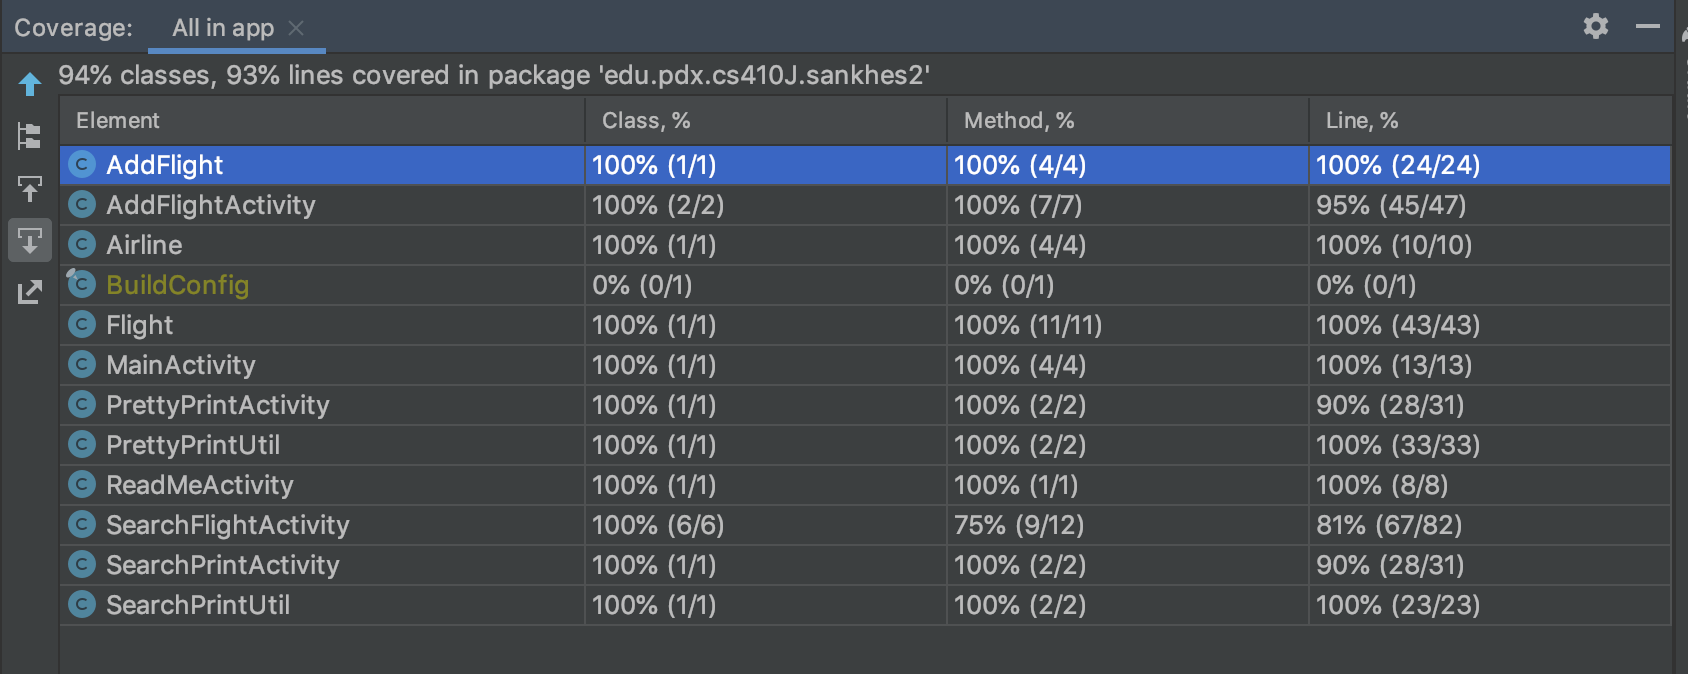 Coverage: All in app
94% classes, 93% lines covered in package 'edu.pdx.cs410J.sankhes2'
Element Class, % Method, % Line, %
C AddFlight 100% (1/1) 100% (4/4) 100% (24/24)
C AddFlightActivity 100% (2/2) 100% (7/7) 95% (45/47)
C Airline 100% (1/1) 100% (4/4) 100% (10/10)
C BuildConfig 0% (0/1) 0% (0/1) 0% (0/1)
C Flight 100% (1/1) 100% (11/11) 100% (43/43)
C MainActivity 100% (1/1) 100% (4/4) 100% (13/13)
C PrettyPrintActivity 100% (1/1) 100% (2/2) 90% (28/31)
C PrettyPrintUtil 100% (1/1) 100% (2/2) 100% (33/33)
C ReadMeActivity 100% (1/1) 100% (1/1) 100% (8/8)
C SearchFlightActivity 100% (6/6) 75% (9/12) 81% (67/82)
C SearchPrintActivity 100% (1/1) 100% (2/2) 90% (28/31)
C SearchPrintUtil 100% (1/1) 100% (2/2) 100% (23/23)